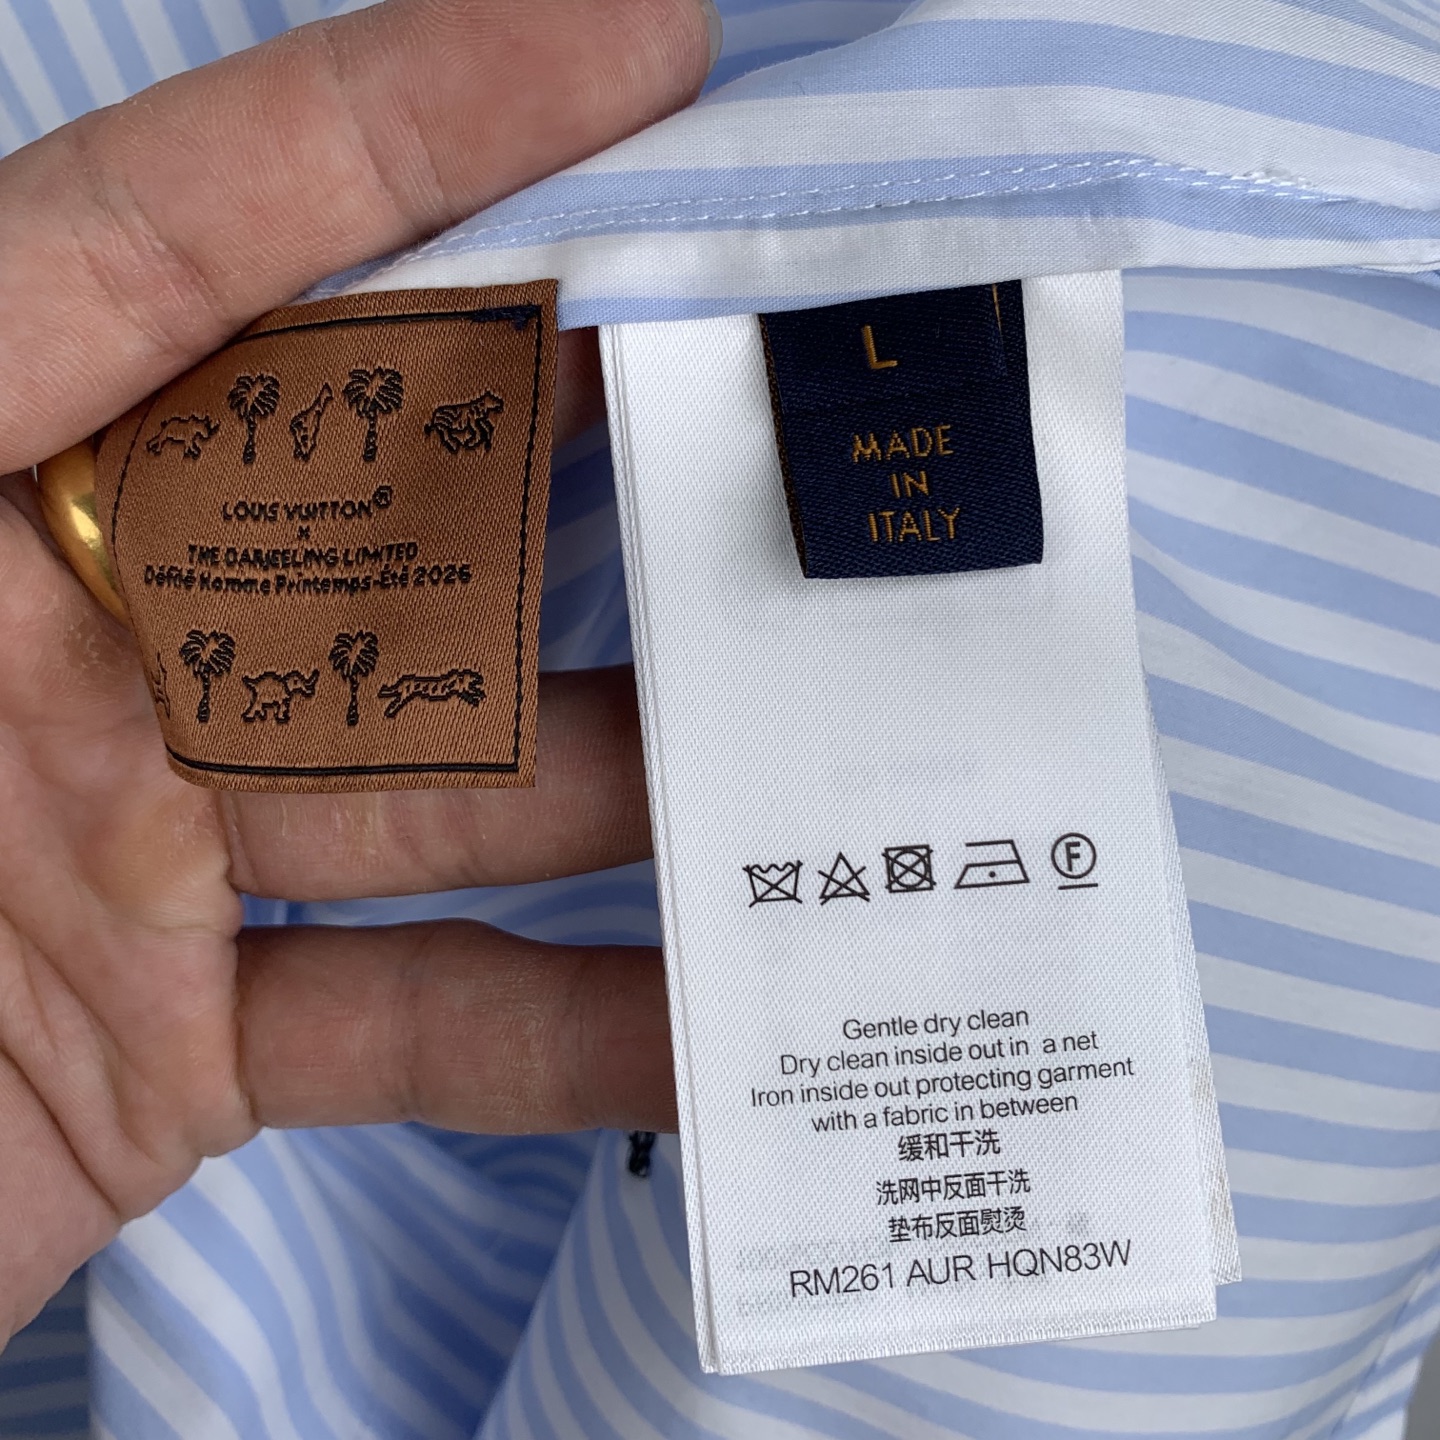 LOUIS VUITTON®
×
THE DARJEELING LIMITED
Défilé Homme Printemps-Été 2026
L
MADE
IN
ITALY
F
Gentle dry clean
Dry clean inside out in a net
Iron inside out protecting garment
with a fabric in between
缓和干洗
洗网中反面干洗
垫布反面熨烫
RM261 AUR HQN83W